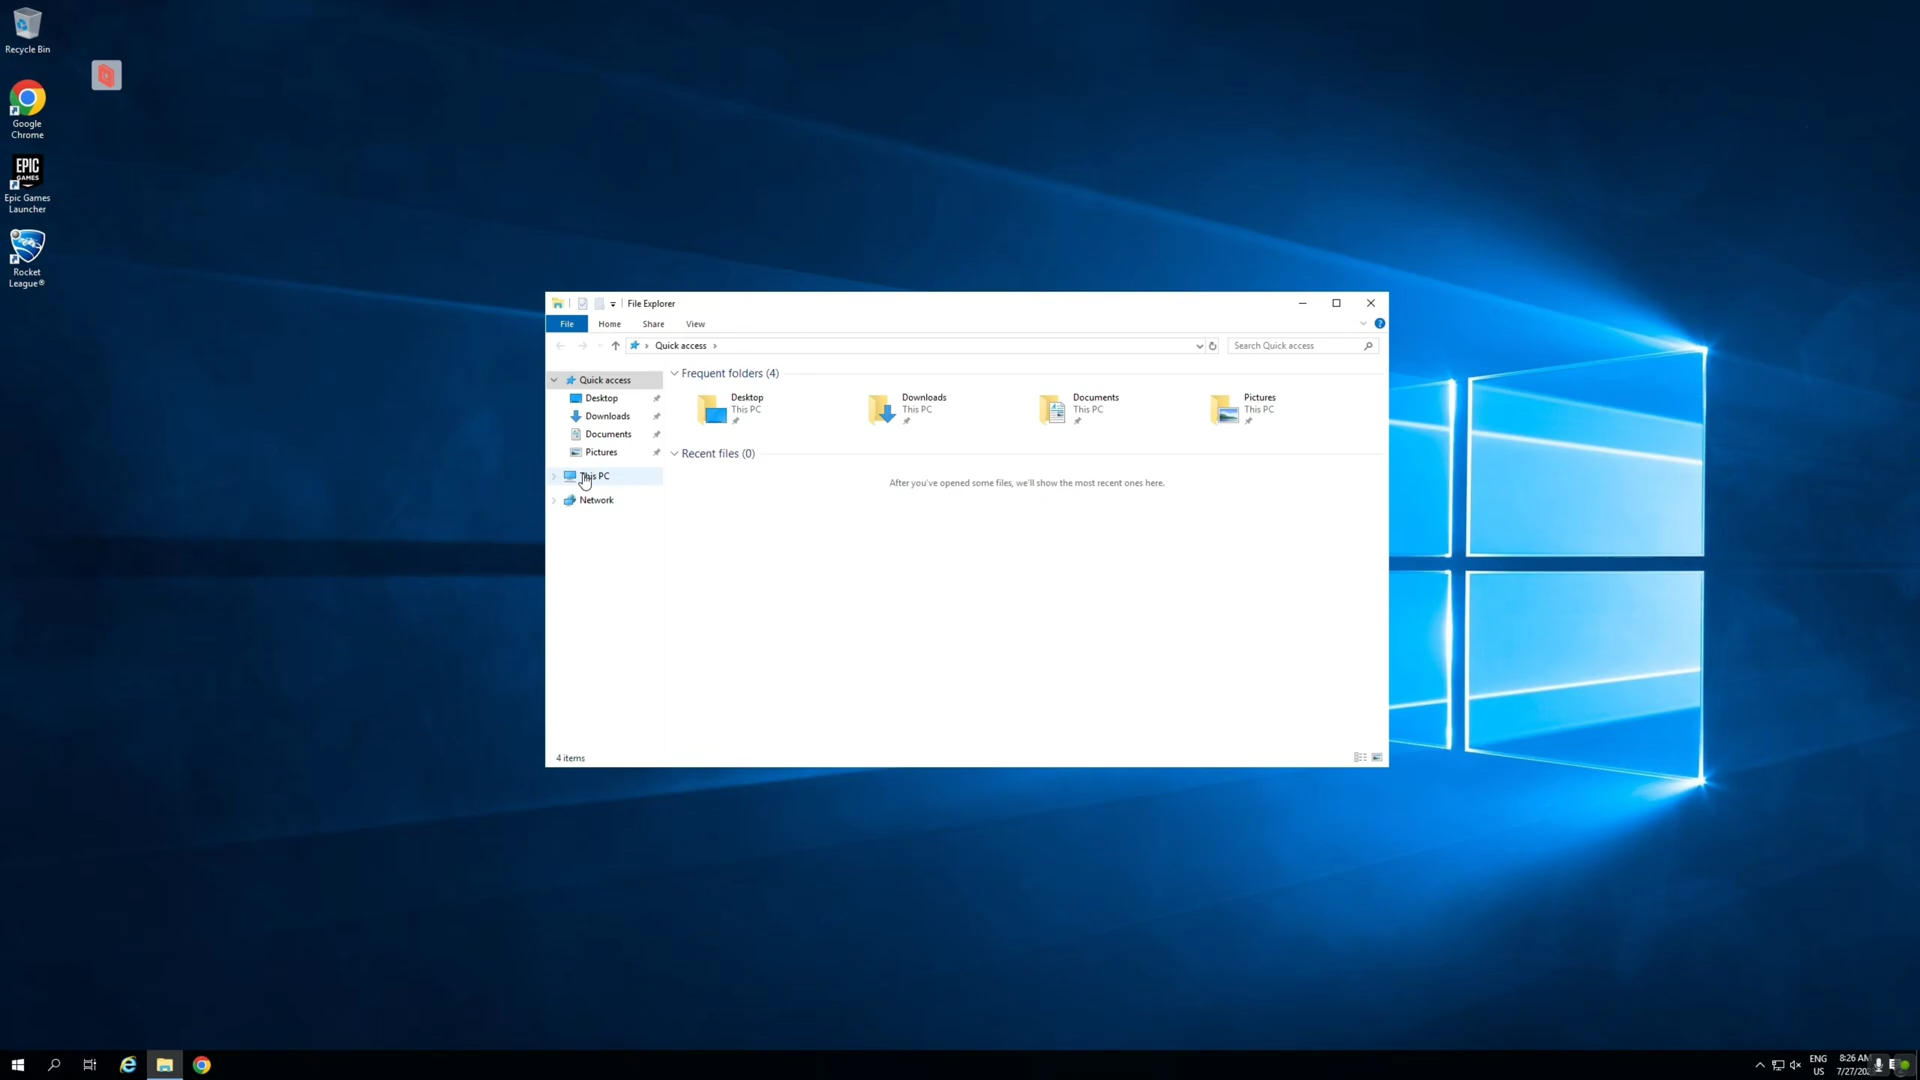 Recycle Bin
Google
Chrome
EPIC
GAMES
Epic Games
Launcher
Rocket
League®
File Explorer
File Home Share View
Quick access
Search Quick access
Quick access
Desktop
Downloads
Documents
Pictures
This PC
Network
Frequent folders (4)
Desktop
This PC
Downloads
This PC
Documents
This PC
Pictures
This PC
Recent files (0)
After you've opened some files, we'll show the most recent ones here.
4 items
ENG
US
8:26 AM